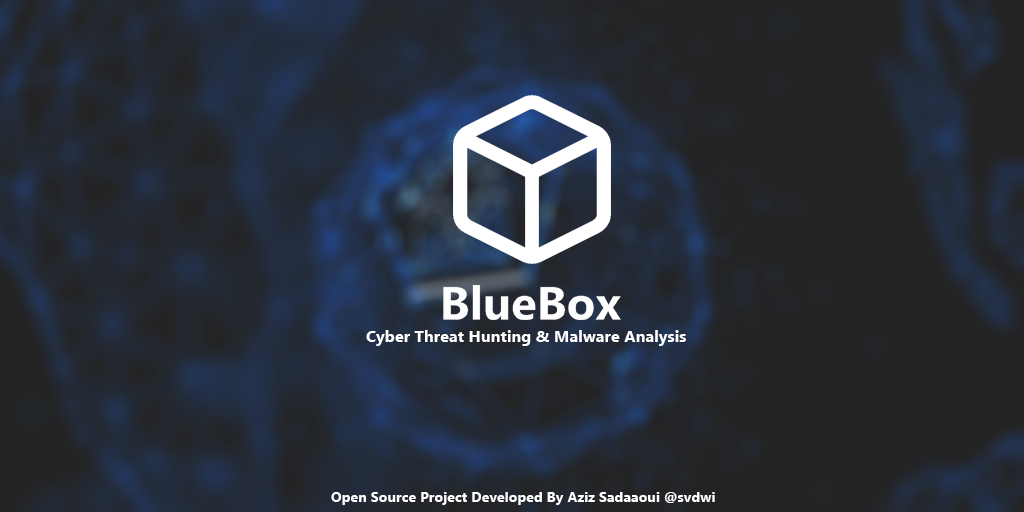 BlueBox
Cyber Threat Hunting & Malware Analysis
Open Source Project Developed By Aziz Sadaaoui @svdwi